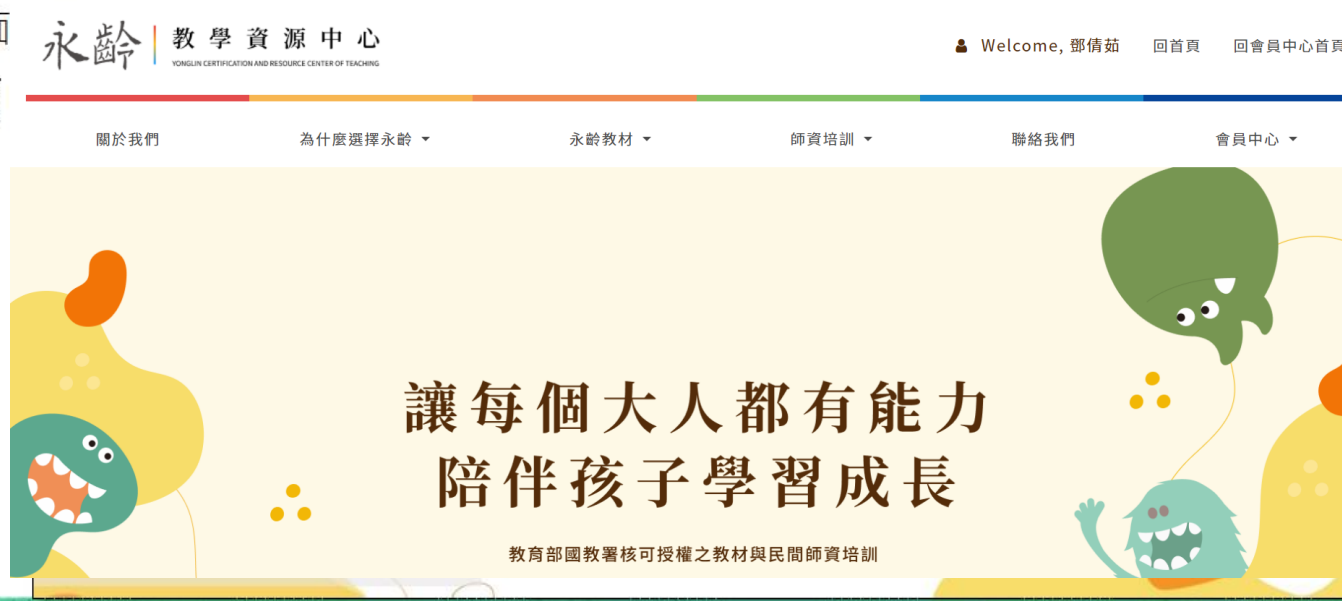 永齡
教學資源中心
YONGLIN CERTIFICATION AND RESOURCE CENTER OF TEACHING
Welcome, 鄧倩茹 回首頁 回會員中心首頁
關於我們 為什麼選擇永齡 永齡教材 師資培訓 聯絡我們 會員中心
讓每個大人都有能力
陪伴孩子學習成長
教育部國教署核可授權之教材與民間師資培訓